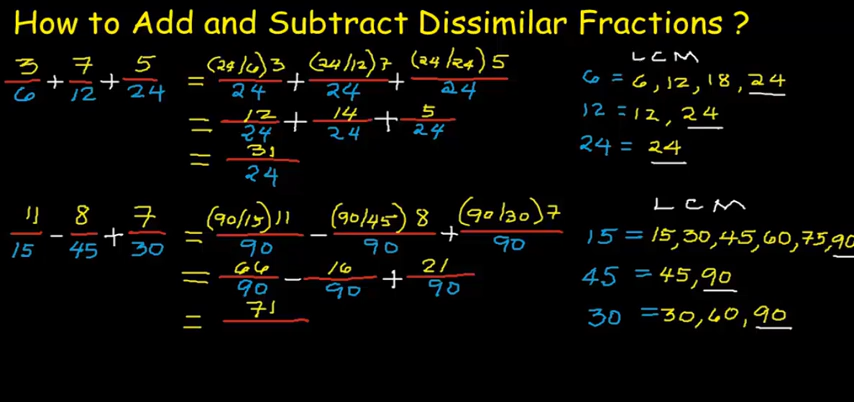 How to Add and Subtract Dissimilar Fractions ?
3/6 + 7/12 + 5/24 = (24/6)3/24 + (24/12)7/24 + (24/24)5/24
= 12/24 + 14/24 + 5/24
= 31/24
LCM
6 = 6, 12, 18, 24
12 = 12, 24
24 = 24
11/15 - 8/45 + 7/30 = (90/15)11/90 - (90/45)8/90 + (90/30)7/90
= 66/90 - 16/90 + 21/90
= 71
LCM
15 = 15, 30, 45, 60, 75, 90
45 = 45, 90
30 = 30, 60, 90